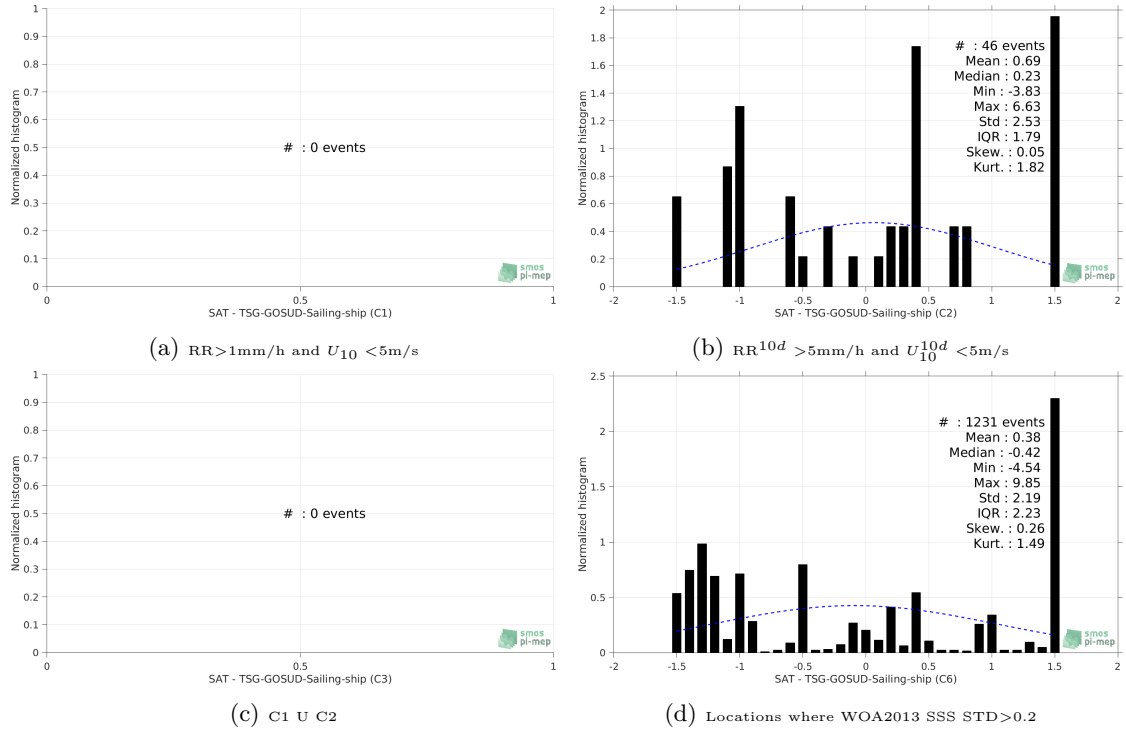 1
0.9
0.8
0.7
0.6
0.5
0.4
0.3
0.2
0.1
0
Normalized histogram
# : 0 events
smos
pi-mep
0 0.5 1
SAT - TSG-GOSUD-Sailing-ship (C1)
(a) RR>1mm/h and U10 <5m/s
2
1.8
1.6
1.4
1.2
1
0.8
0.6
0.4
0.2
0
Normalized histogram
# : 46 events
Mean : 0.69
Median : 0.23
Min : -3.83
Max : 6.63
Std : 2.53
IQR : 1.79
Skew. : 0.05
Kurt. : 1.82
smos
pi-mep
-2 -1.5 -1 -0.5 0 0.5 1 1.5 2
SAT - TSG-GOSUD-Sailing-ship (C2)
(b) RR10d >5mm/h and U10d10 <5m/s
1
0.9
0.8
0.7
0.6
0.5
0.4
0.3
0.2
0.1
0
Normalized histogram
# : 0 events
smos
pi-mep
0 0.5 1
SAT - TSG-GOSUD-Sailing-ship (C3)
(c) C1 U C2
2.5
2
1.5
1
0.5
0
Normalized histogram
# : 1231 events
Mean : 0.38
Median : -0.42
Min : -4.54
Max : 9.85
Std : 2.19
IQR : 2.23
Skew. : 0.26
Kurt. : 1.49
smos
pi-mep
-2 -1.5 -1 -0.5 0 0.5 1 1.5 2
SAT - TSG-GOSUD-Sailing-ship (C6)
(d) Locations where WOA2013 SSS STD>0.2